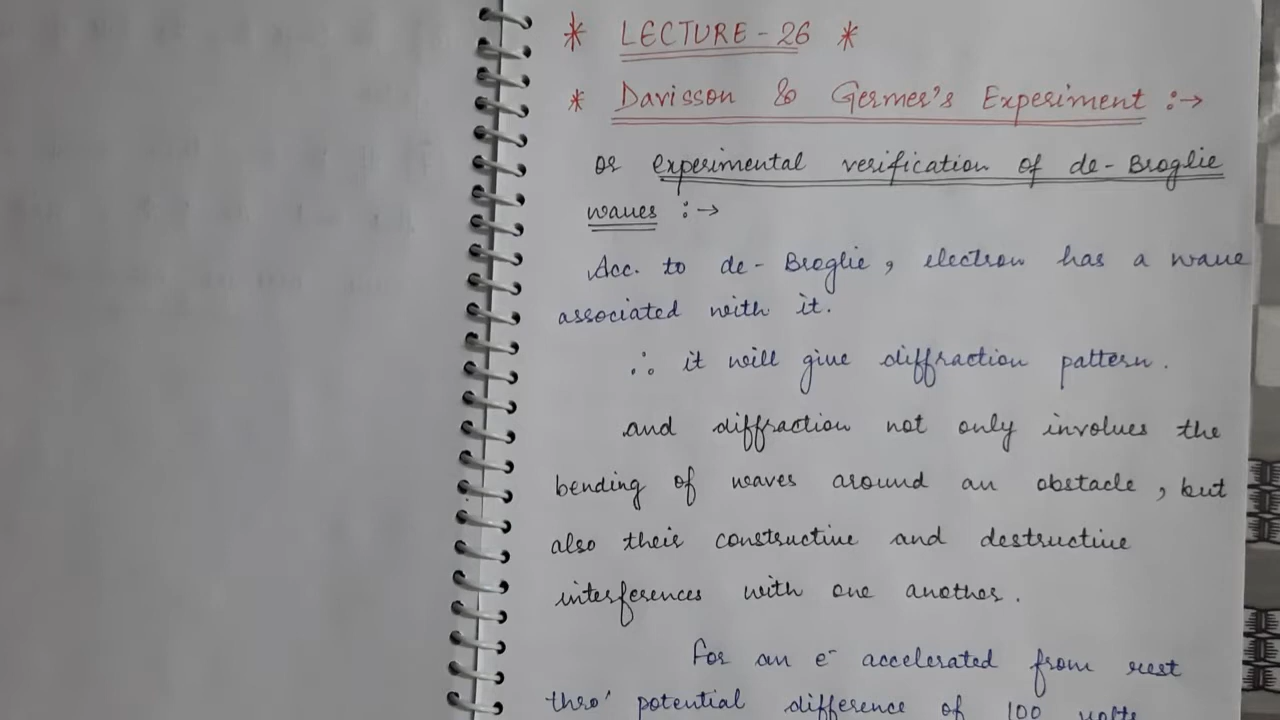 * LECTURE - 26 *
* Davisson & Germer's Experiment :→
or experimental verification of de-Broglie
waves :→
Acc. to de-Broglie, electron has a wave
associated with it.
∴ it will give diffraction pattern.
and diffraction not only involves the
bending of waves around an obstacle, but
also their constructive and destructive
interferences with one another.
For an e⁻ accelerated from rest
thro' potential difference of 100 volts